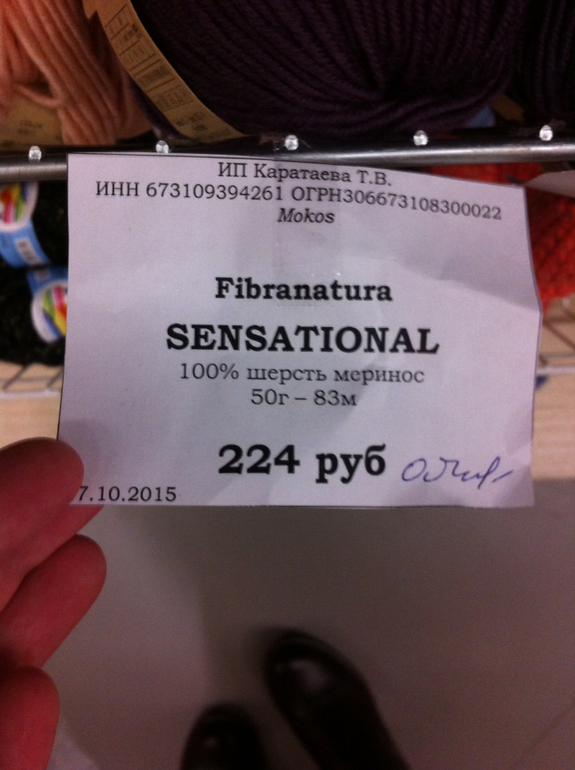 ИП Каратаева Т.В.
ИНН 673109394261 ОГРН306673108300022
Mokos
Fibranatura
SENSATIONAL
100% шерсть меринос
50г – 83м
224 руб
7.10.2015